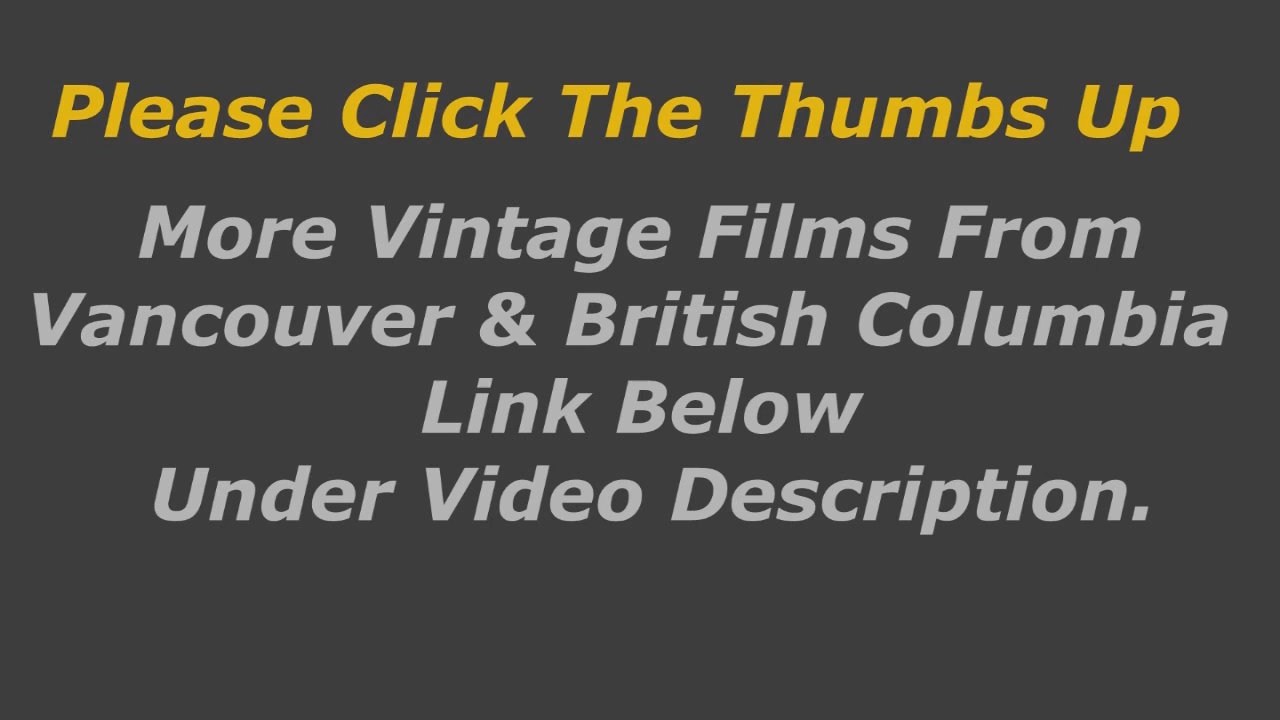 Please Click The Thumbs Up
More Vintage Films From
Vancouver & British Columbia
Link Below
Under Video Description.